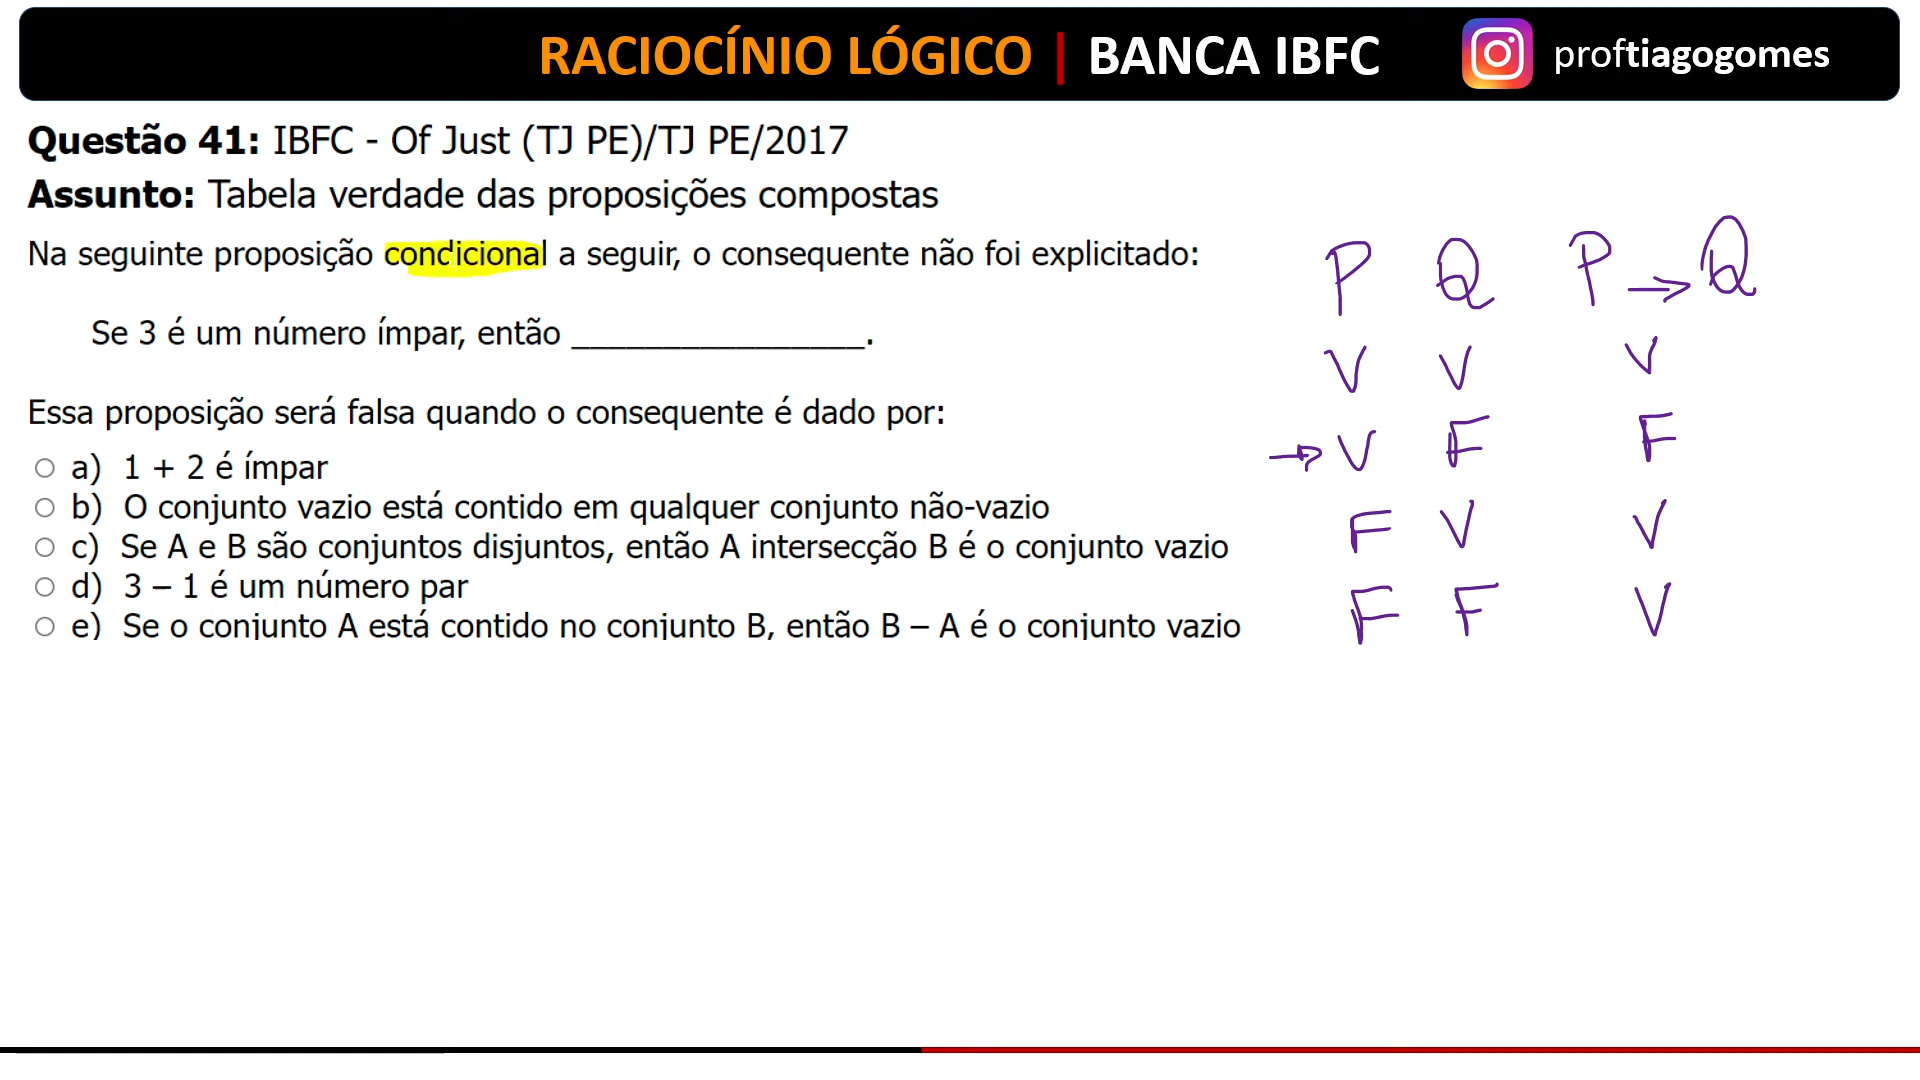 RACIOCÍNIO LÓGICO | BANCA IBFC proftiagogomes
Questão 41: IBFC - Of Just (TJ PE)/TJ PE/2017
Assunto: Tabela verdade das proposições compostas
Na seguinte proposição condicional a seguir, o consequente não foi explicitado:
Se 3 é um número ímpar, então ________________.
Essa proposição será falsa quando o consequente é dado por:
a) 1 + 2 é ímpar
b) O conjunto vazio está contido em qualquer conjunto não-vazio
c) Se A e B são conjuntos disjuntos, então A intersecção B é o conjunto vazio
d) 3 – 1 é um número par
e) Se o conjunto A está contido no conjunto B, então B – A é o conjunto vazio
P Q P → Q
V V V
→ V F F
F V V
F F V